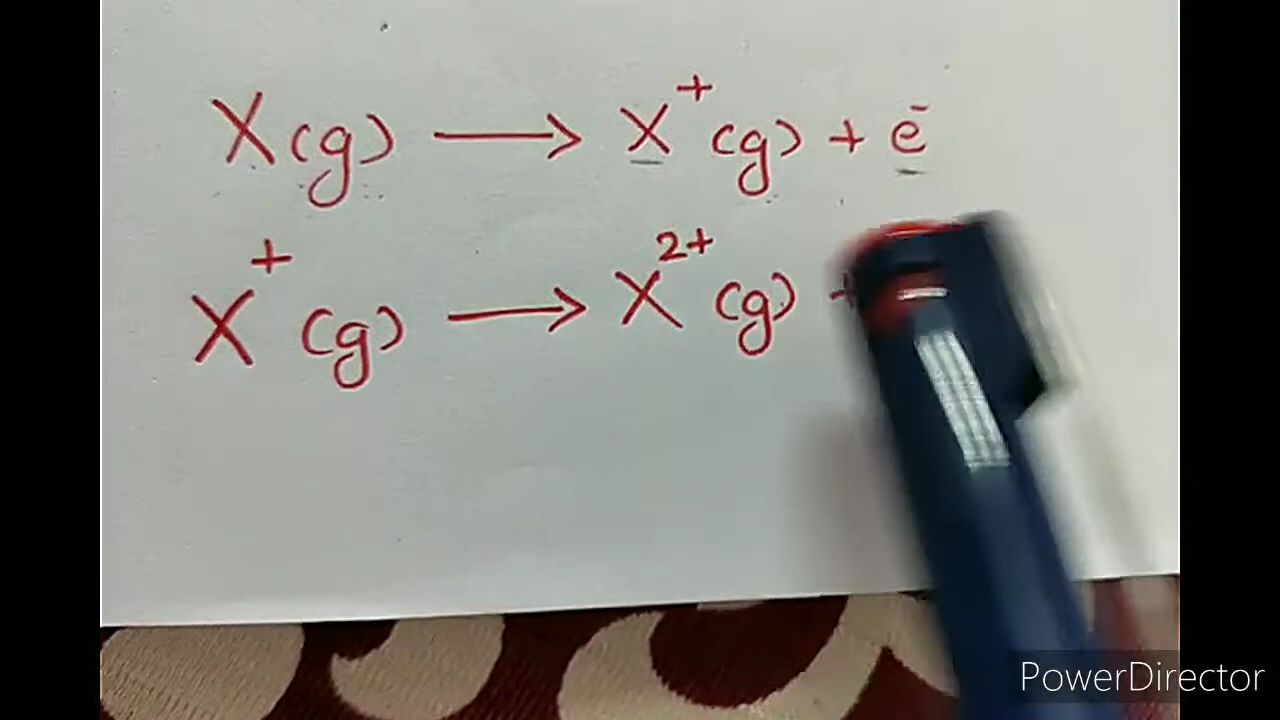 X(g) ⟶ X⁺(g) + e⁻
X⁺(g) ⟶ X²⁺(g) +
PowerDirector